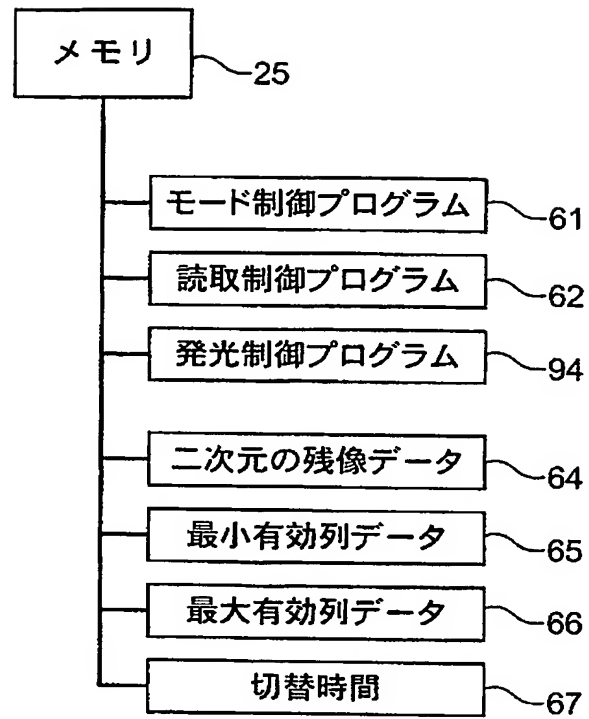 メモリ
25
モード制御プログラム
61
読取制御プログラム
62
発光制御プログラム
94
二次元の残像データ
64
最小有効列データ
65
最大有効列データ
66
切替時間
67